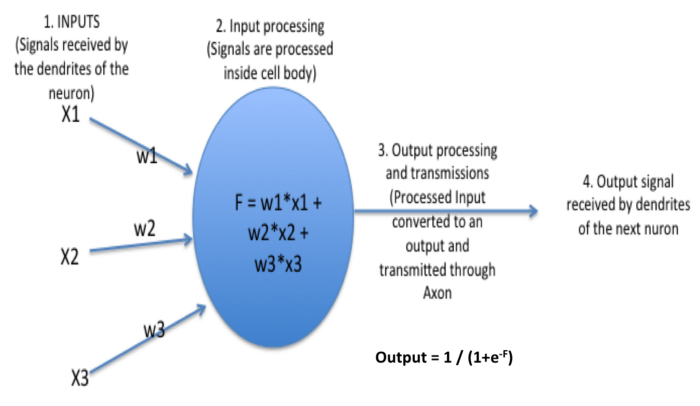 1. INPUTS
(Signals received by
the dendrites of the
neuron)
X1
w1
X2
w2
X3
w3
2. Input processing
(Signals are processed
inside cell body)
F = w1*x1 +
w2*x2 +
w3*x3
3. Output processing
and transmissions
(Processed Input
converted to an
output and
transmitted through
Axon
Output = 1 / (1+e-F)
4. Output signal
received by dendrites
of the next nuron